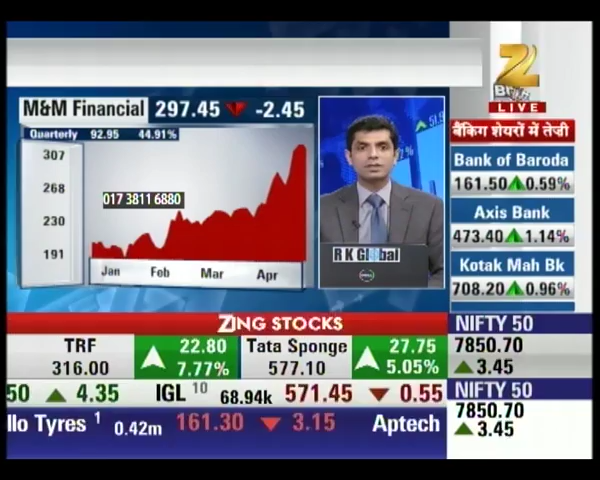 Z
LIVE
M&M Financial 297.45 -2.45
Quarterly 92.95 44.91%
307
268
230
191
017 3811 6880
Jan Feb Mar Apr
R K Global
बैंकिंग शेयरों में तेजी
Bank of Baroda
161.50 0.59%
Axis Bank
473.40 1.14%
Kotak Mah Bk
708.20 0.96%
ZING STOCKS
TRF 22.80
316.00 7.77%
Tata Sponge 27.75
577.10 5.05%
NIFTY 50
7850.70
3.45
NIFTY 50
7850.70
3.45
50 4.35 IGL 10 68.94k 571.45 0.55
llo Tyres 1 0.42m 161.30 3.15 Aptech